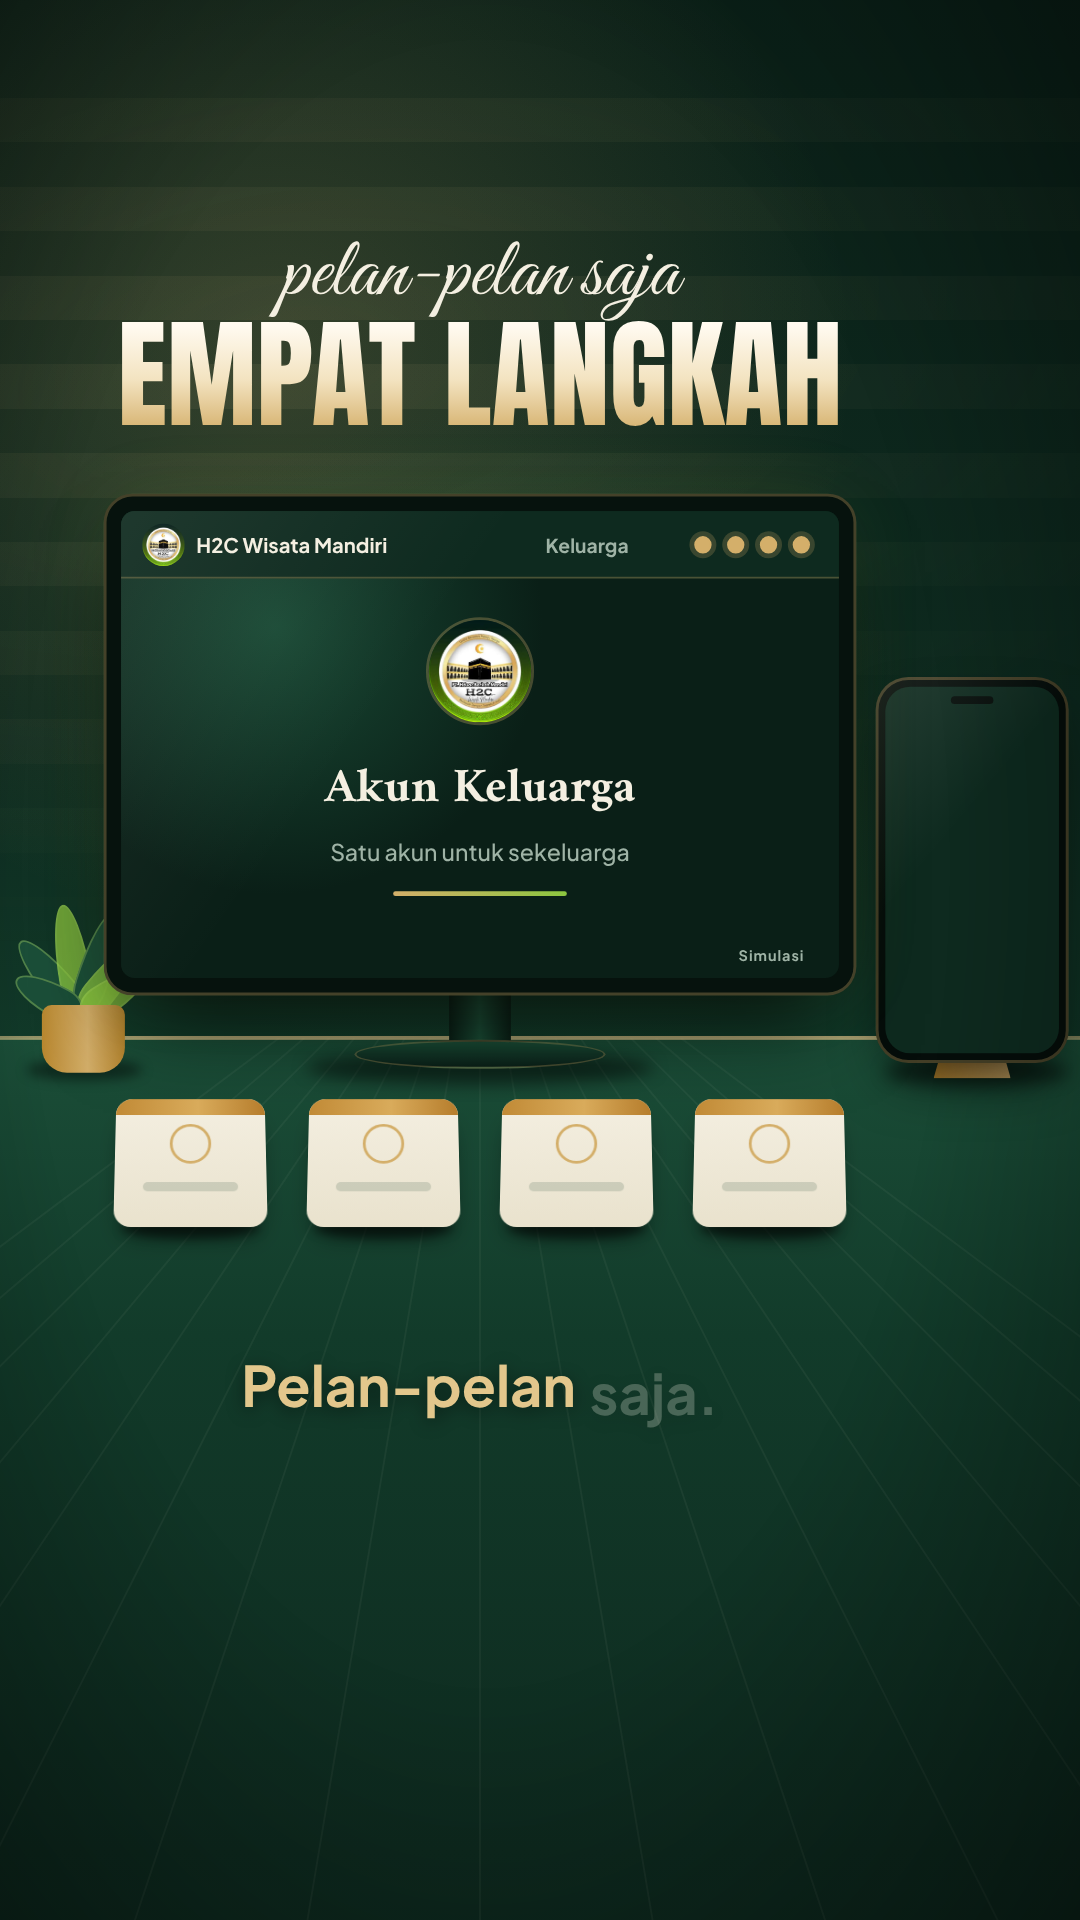 pelan-pelan saja
EMPAT LANGKAH
H2C Wisata Mandiri
Keluarga
H2C
Akun Keluarga
Satu akun untuk sekeluarga
Simulasi
Pelan-pelan saja.